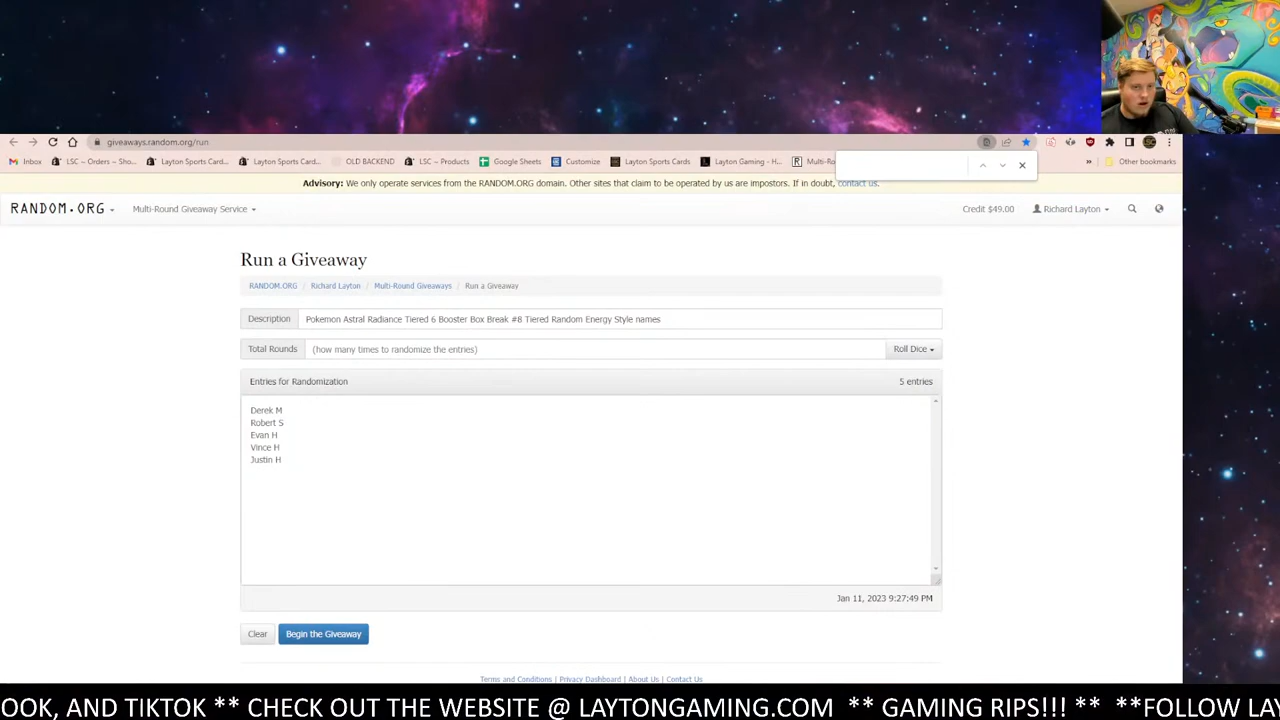 giveaways.random.org/run
Inbox LSC ~ Orders ~ Sho... Layton Sports Card... Layton Sports Card... OLD BACKEND LSC ~ Products Google Sheets Customize Layton Sports Cards Layton Gaming - H... Multi-Ro » Other bookmarks
Advisory: We only operate services from the RANDOM.ORG domain. Other sites that claim to be operated by us are impostors. If in doubt, contact us.
RANDOM.ORG Multi-Round Giveaway Service Credit $49.00 Richard Layton
Run a Giveaway
RANDOM.ORG / Richard Layton / Multi-Round Giveaways / Run a Giveaway
Description Pokemon Astral Radiance Tiered 6 Booster Box Break #8 Tiered Random Energy Style names
Total Rounds (how many times to randomize the entries) Roll Dice
Entries for Randomization 5 entries
Derek M
Robert S
Evan H
Vince H
Justin H
Jan 11, 2023 9:27:49 PM
Clear Begin the Giveaway
Terms and Conditions | Privacy Dashboard | About Us | Contact Us
OOK, AND TIKTOK ** CHECK OUT THE WEBSITE @ LAYTONGAMING.COM ** GAMING RIPS!!! ** **FOLLOW LAY